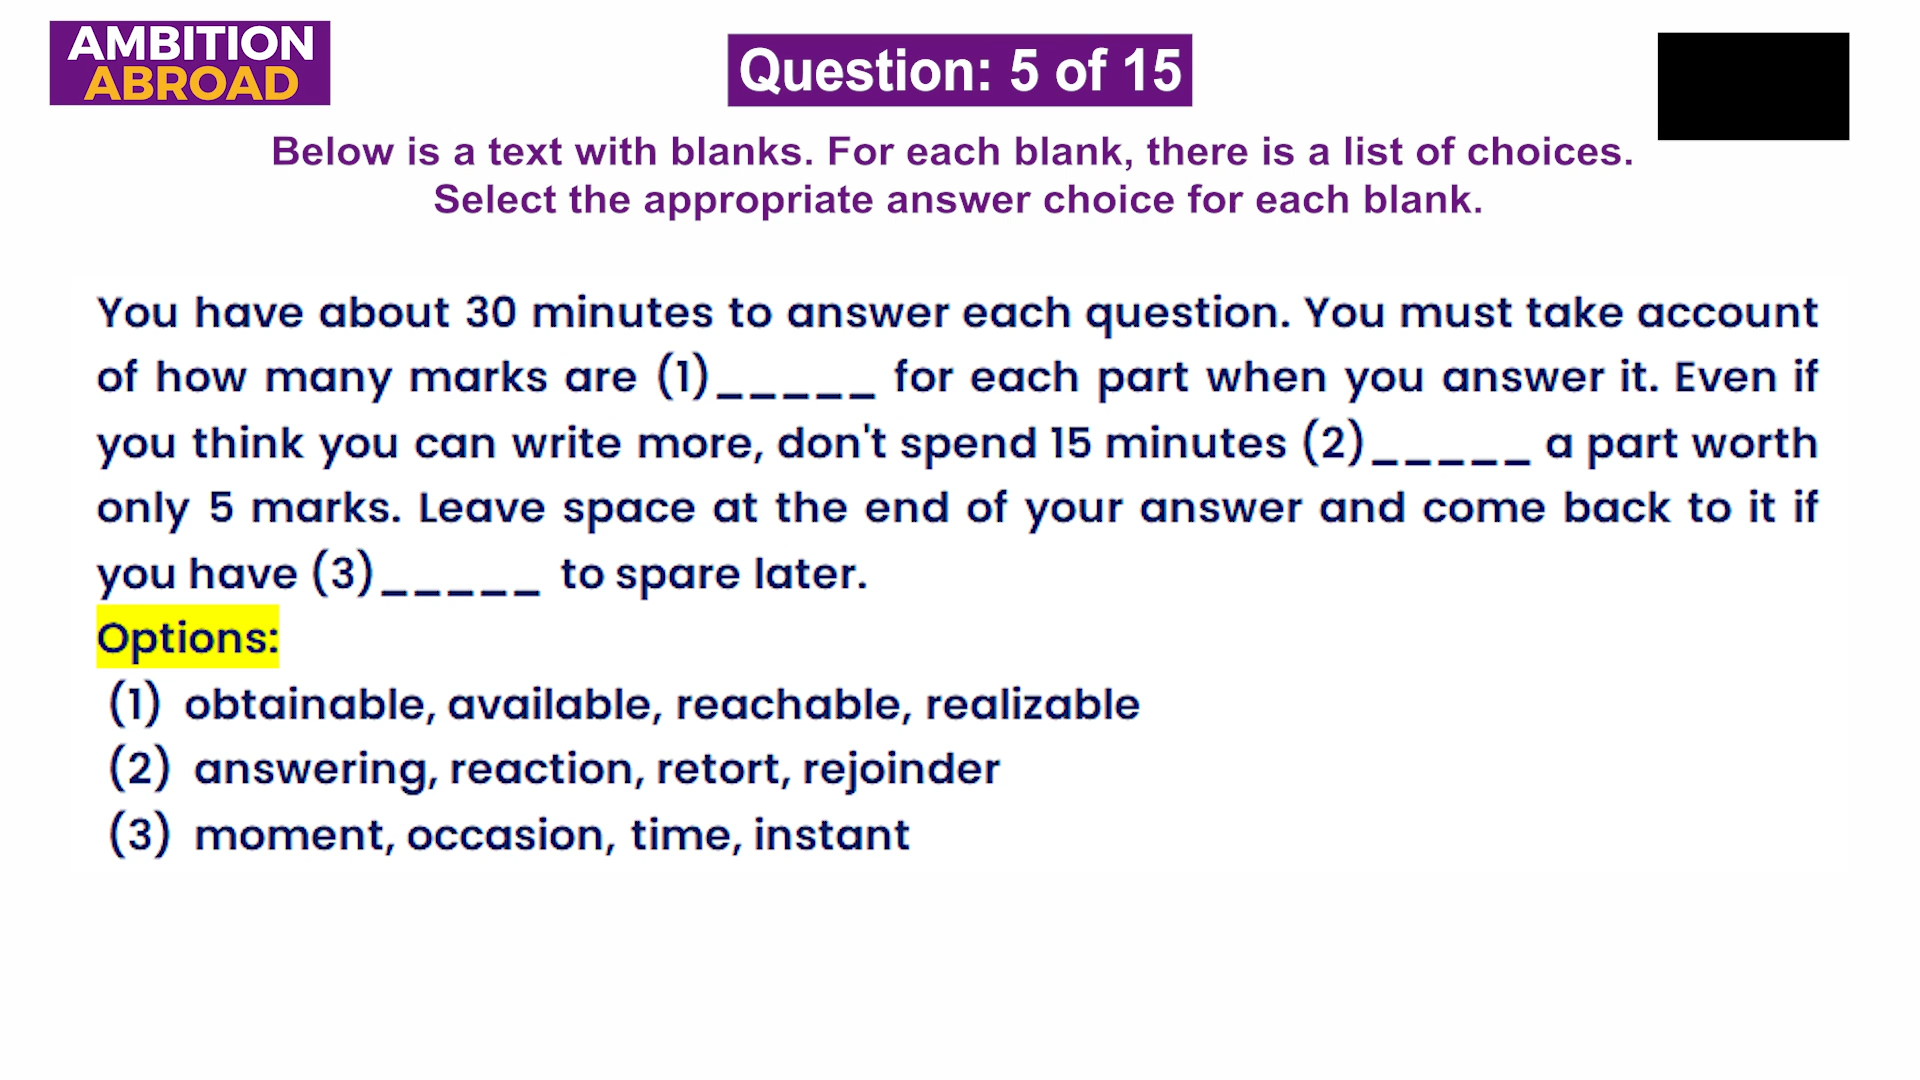 AMBITION
ABROAD
Question: 5 of 15
Below is a text with blanks. For each blank, there is a list of choices.
Select the appropriate answer choice for each blank.
You have about 30 minutes to answer each question. You must take account
of how many marks are (1)_____ for each part when you answer it. Even if
you think you can write more, don't spend 15 minutes (2)_____ a part worth
only 5 marks. Leave space at the end of your answer and come back to it if
you have (3)_____ to spare later.
Options:
(1) obtainable, available, reachable, realizable
(2) answering, reaction, retort, rejoinder
(3) moment, occasion, time, instant